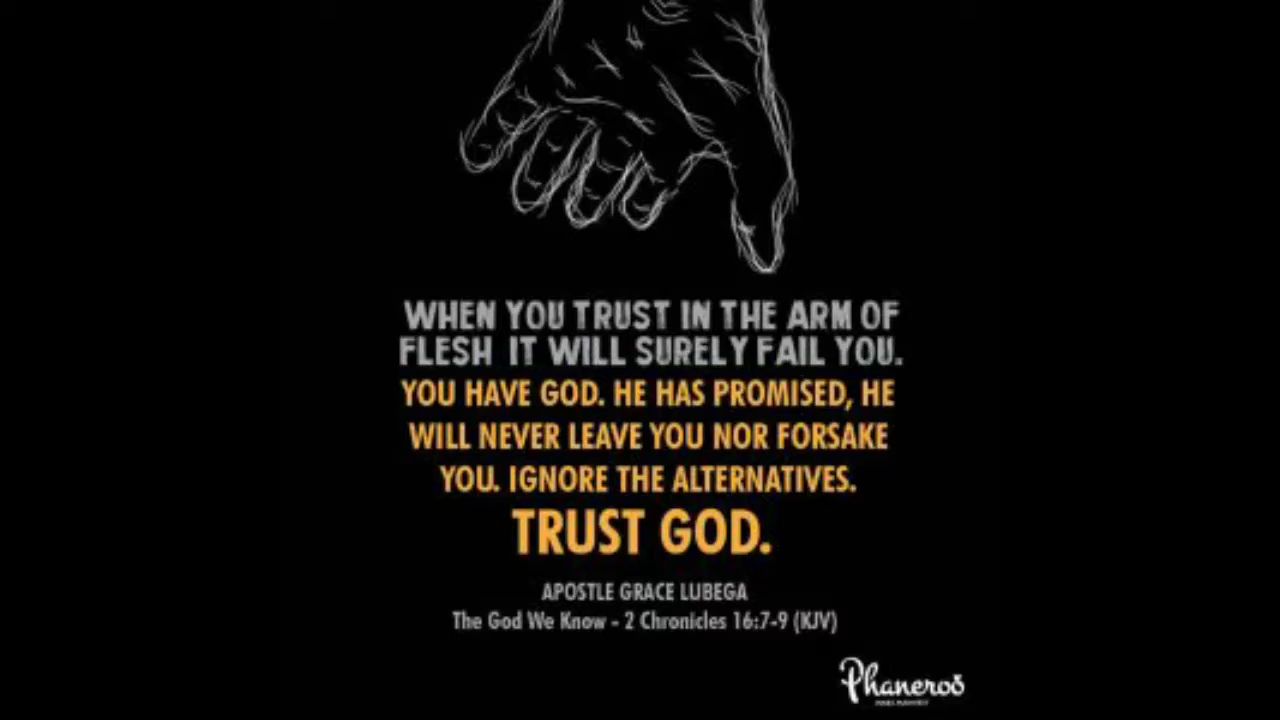 WHEN YOU TRUST IN THE ARM OF
FLESH IT WILL SURELY FAIL YOU.
YOU HAVE GOD. HE HAS PROMISED, HE
WILL NEVER LEAVE YOU NOR FORSAKE
YOU. IGNORE THE ALTERNATIVES.
TRUST GOD.
APOSTLE GRACE LUBEGA
The God We Know - 2 Chronicles 16:7-9 (KJV)
Phaneroo